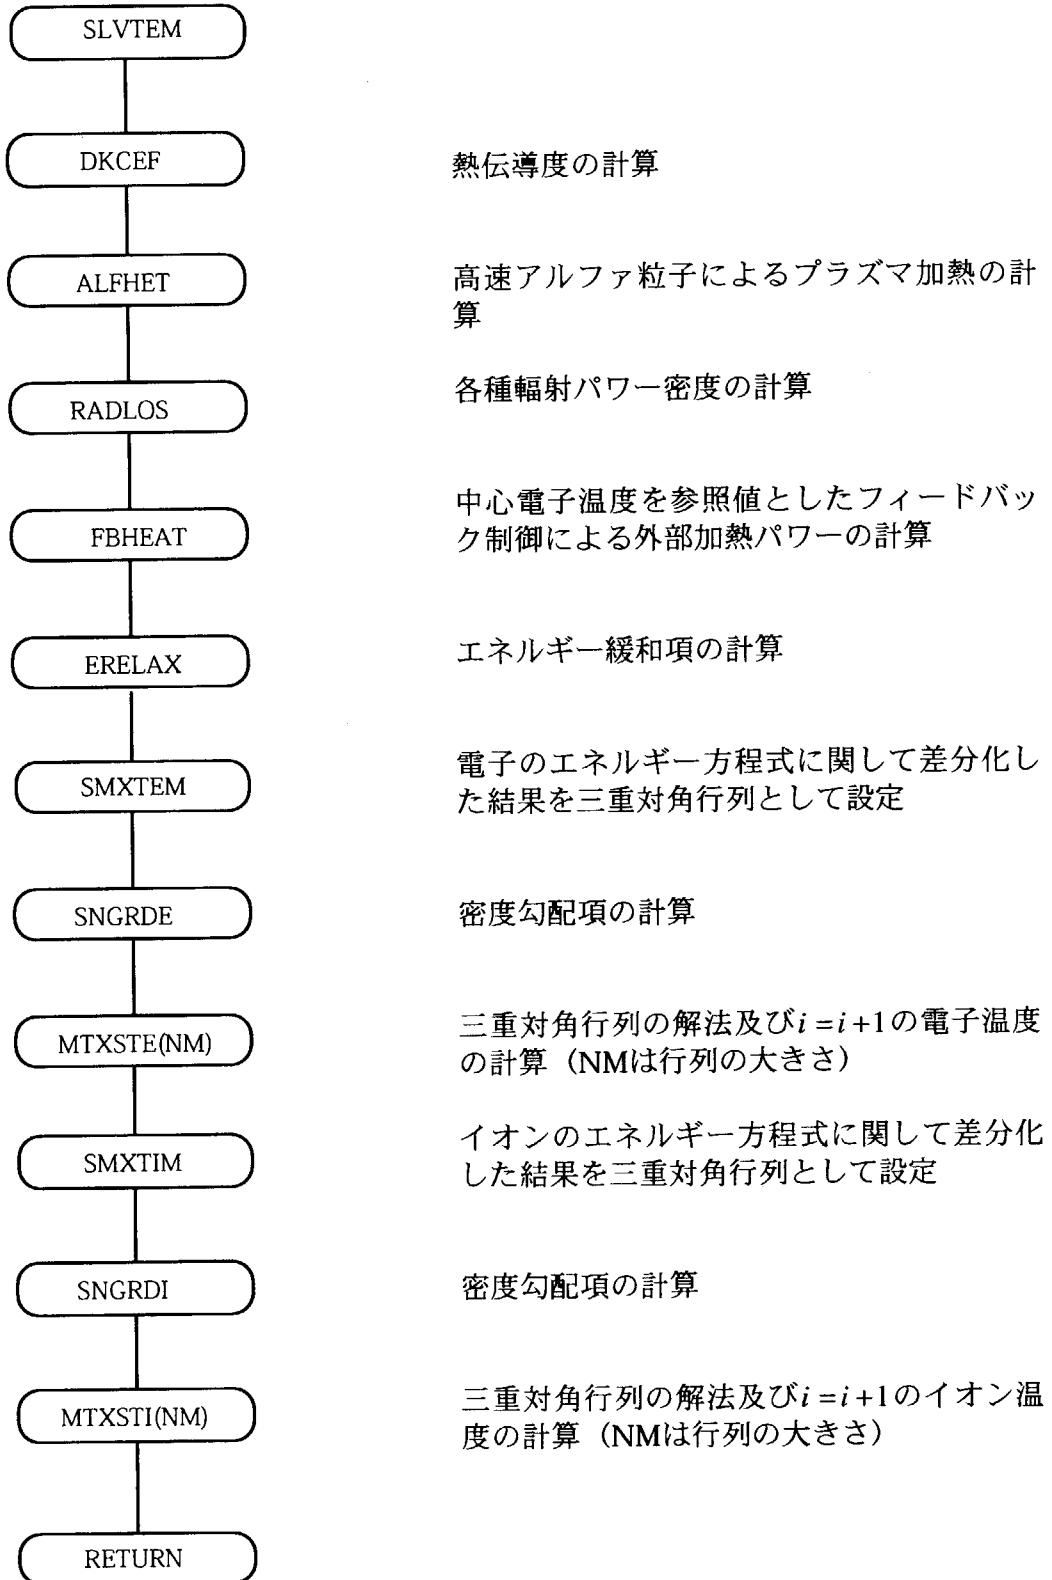 SLVTEM
DKCEF
熱伝導度の計算
ALFHET
高速アルファ粒子によるプラズマ加熱の計
算
RADLOS
各種輻射パワー密度の計算
FBHEAT
中心電子温度を参照値としたフィードバッ
ク制御による外部加熱パワーの計算
ERELAX
エネルギー緩和項の計算
SMXTEM
電子のエネルギー方程式に関して差分化し
た結果を三重対角行列として設定
SNGRDE
密度勾配項の計算
MTXSTE(NM)
三重対角行列の解法及びi=i+1の電子温度
の計算（NMは行列の大きさ）
SMXTIM
イオンのエネルギー方程式に関して差分化
した結果を三重対角行列として設定
SNGRDI
密度勾配項の計算
MTXSTI(NM)
三重対角行列の解法及びi=i+1のイオン温
度の計算（NMは行列の大きさ）
RETURN